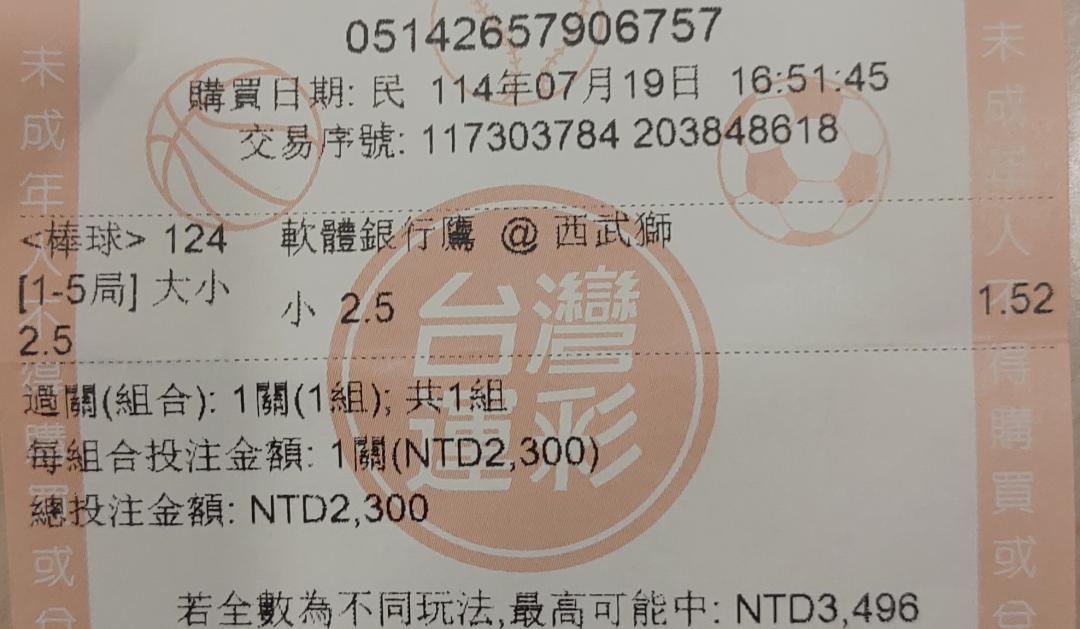 05142657906757
購買日期: 民 114年07月19日 16:51:45
交易序號: 117303784 203848618
<棒球> 124 軟體銀行鷹 @ 西武獅
[1-5局] 大小 小 2.5 1.52
2.5
過關(組合): 1關(1組); 共1組
每組合投注金額: 1關(NTD2,300)
總投注金額: NTD2,300
若全數為不同玩法,最高可能中: NTD3,496
台灣
運彩
未成年人不得購買或
未成年人不得購買或